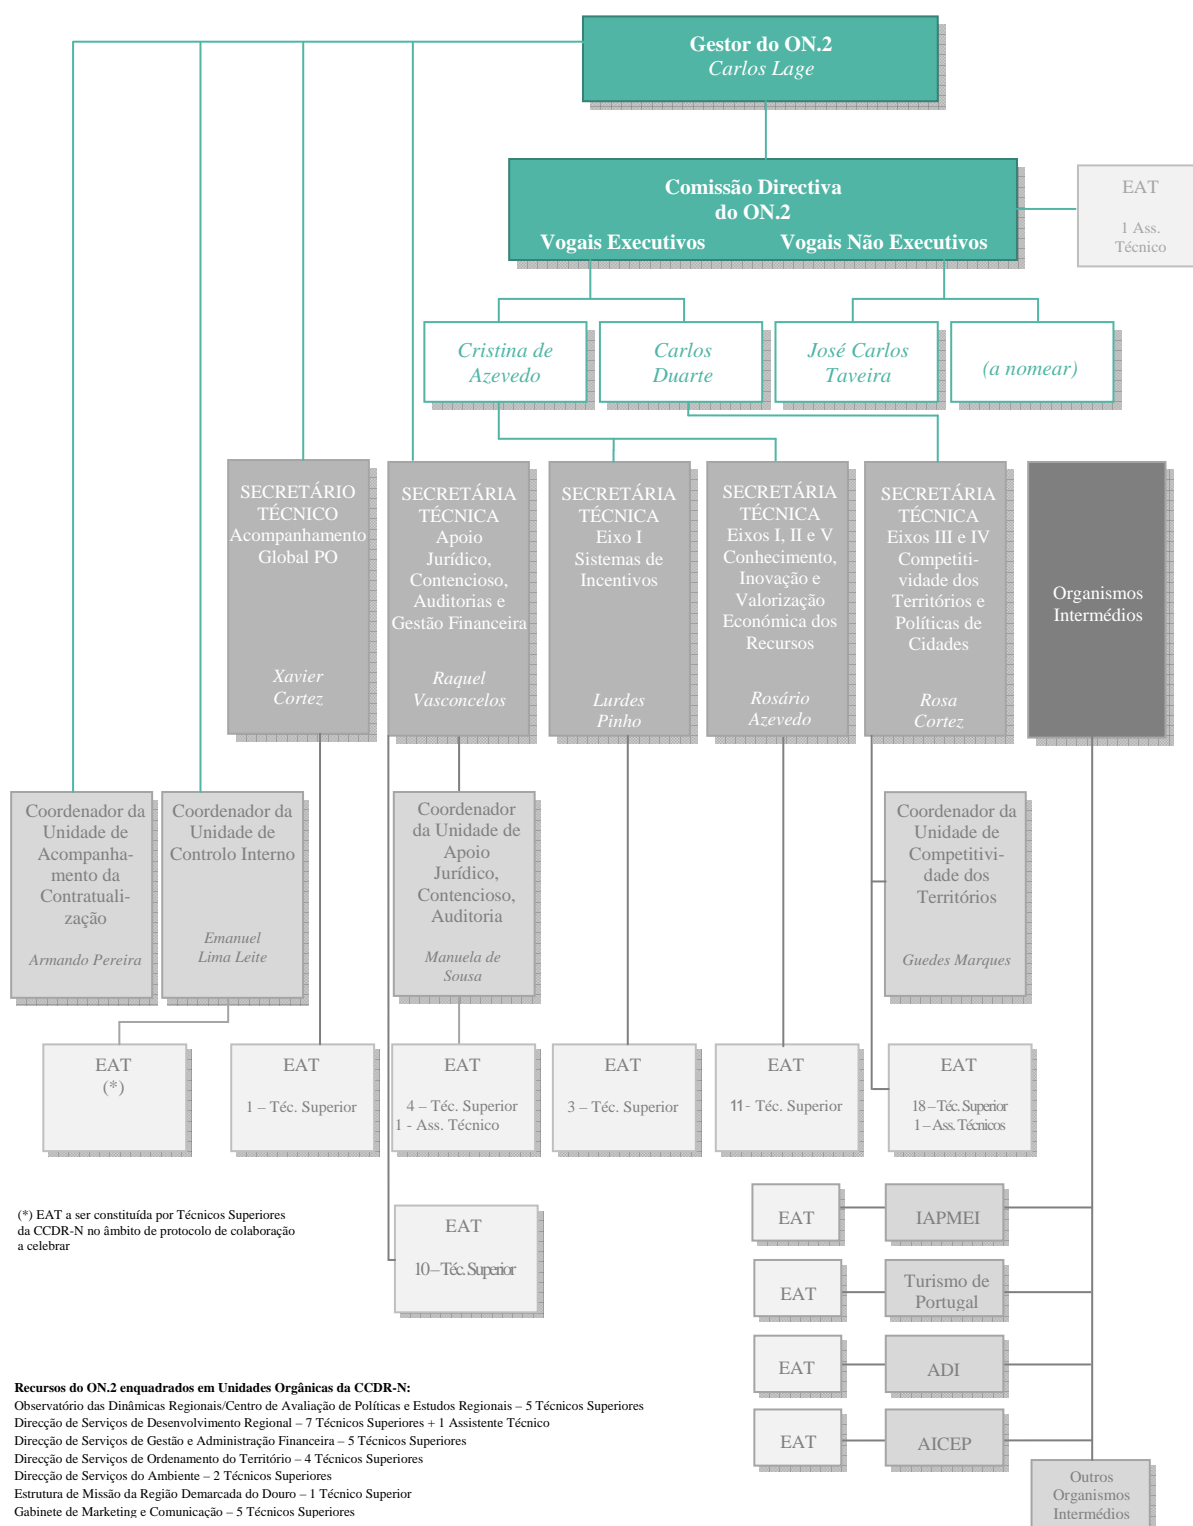 Gestor do ON.2
Carlos Lage
Comissão Directiva
do ON.2
Vogais Executivos
Vogais Não Executivos
EAT
1 Ass.
Técnico
Cristina de
Azevedo
Carlos
Duarte
José Carlos
Taveira
(a nomear)
SECRETÁRIO
TÉCNICO
Acompanhamento
Global PO
Xavier
Cortez
SECRETÁRIA
TÉCNICA
Apoio
Jurídico,
Contencioso,
Auditorias e
Gestão Financeira
Raquel
Vasconcelos
SECRETÁRIA
TÉCNICA
Eixo I
Sistemas de
Incentivos
Lurdes
Pinho
SECRETÁRIA
TÉCNICA
Eixos I, II e V
Conhecimento,
Inovação e
Valorização
Económica dos
Recursos
Rosário
Azevedo
SECRETÁRIA
TÉCNICA
Eixos III e IV
Competiti-
vidade dos
Territórios e
Políticas de
Cidades
Rosa
Cortez
Organismos
Intermédios
Coordenador da
Unidade de
Acompanha-
mento da
Contratuali-
zação
Armando Pereira
Coordenador da
Unidade de
Controlo Interno
Emanuel
Lima Leite
Coordenador
da Unidade de
Apoio
Jurídico,
Contencioso,
Auditoria
Manuela de
Sousa
Coordenador da
Unidade de
Competitivi-
dade dos
Territórios
Guedes Marques
EAT
(*)
EAT
1 – Téc. Superior
EAT
4 – Téc. Superior
1 - Ass. Técnico
EAT
3 – Téc. Superior
EAT
11 - Téc. Superior
EAT
18 – Téc. Superior
1 – Ass. Técnicos
(*) EAT a ser constituída por Técnicos Superiores
da CCDR-N no âmbito de protocolo de colaboração
a celebrar
EAT
10 – Téc. Superior
EAT
IAPMEI
EAT
Turismo de
Portugal
EAT
ADI
EAT
AICEP
Outros
Organismos
Intermédios
Recursos do ON.2 enquadrados em Unidades Orgânicas da CCDR-N:
Observatório das Dinâmicas Regionais/Centro de Avaliação de Políticas e Estudos Regionais – 5 Técnicos Superiores
Direcção de Serviços de Desenvolvimento Regional – 7 Técnicos Superiores + 1 Assistente Técnico
Direcção de Serviços de Gestão e Administração Financeira – 5 Técnicos Superiores
Direcção de Serviços de Ordenamento do Território – 4 Técnicos Superiores
Direcção de Serviços do Ambiente – 2 Técnicos Superiores
Estrutura de Missão da Região Demarcada do Douro – 1 Técnico Superior
Gabinete de Marketing e Comunicação – 5 Técnicos Superiores